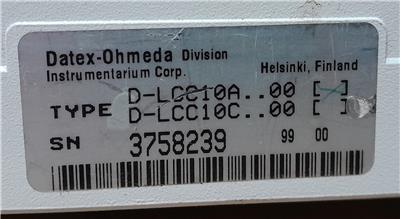 Datex-Ohmeda Division
Instrumentarium Corp. Helsinki, Finland
TYPE D-LCC10A..00 [ ]
D-LCC10C..00 [ ]
SN 3758239 99 00